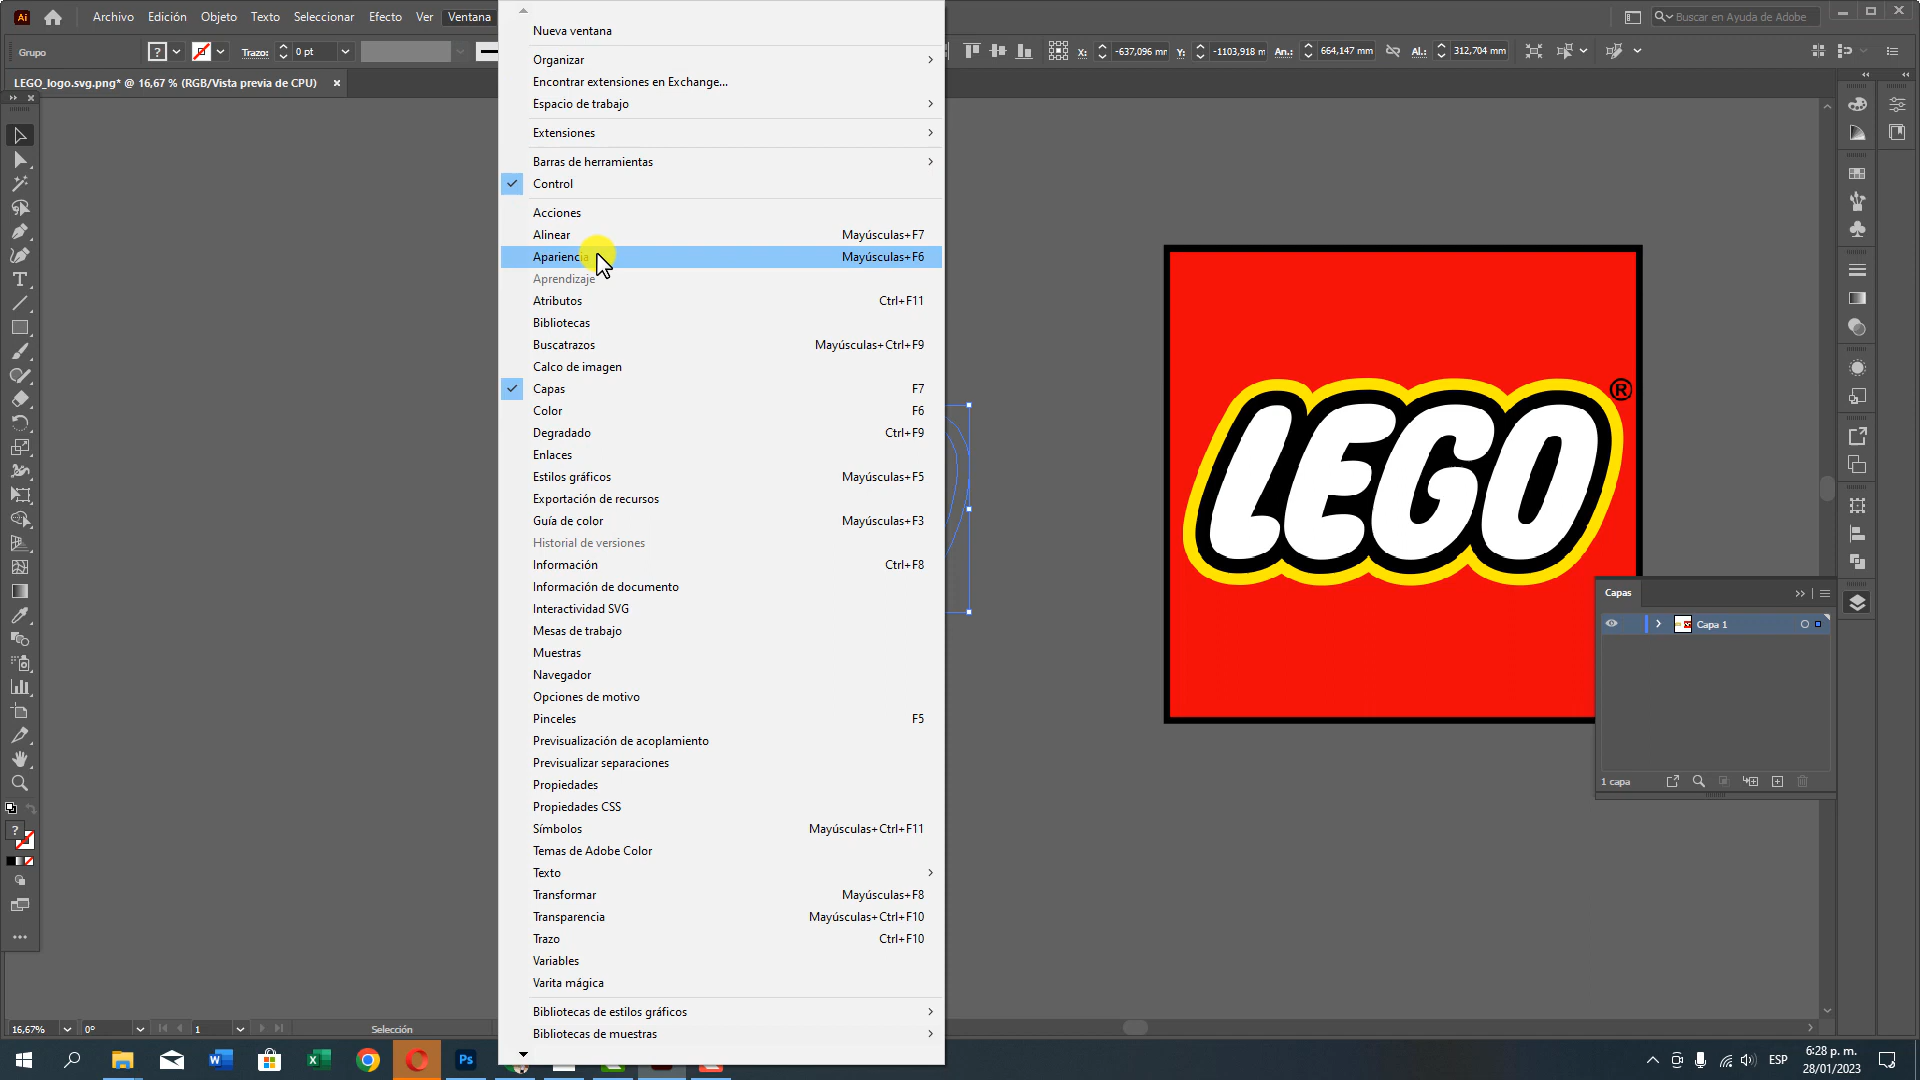 Ai
Archivo
Edición
Objeto
Texto
Seleccionar
Efecto
Ver
Ventana
Buscar en Ayuda de Adobe
Grupo
?
Trazo:
0 pt
X:
-637,096 mm
Y:
-1103,918 m
An.:
664,147 mm
Al.:
312,704 mm
LEGO_logo.svg.png* @ 16,67 % (RGB/Vista previa de CPU)
Nueva ventana
Organizar
Encontrar extensiones en Exchange...
Espacio de trabajo
Extensiones
Barras de herramientas
Control
Acciones
Alinear Mayúsculas+F7
Apariencia Mayúsculas+F6
Aprendizaje
Atributos Ctrl+F11
Bibliotecas
Buscatrazos Mayúsculas+Ctrl+F9
Calco de imagen
Capas F7
Color F6
Degradado Ctrl+F9
Enlaces
Estilos gráficos Mayúsculas+F5
Exportación de recursos
Guía de color Mayúsculas+F3
Historial de versiones
Información Ctrl+F8
Información de documento
Interactividad SVG
Mesas de trabajo
Muestras
Navegador
Opciones de motivo
Pinceles F5
Previsualización de acoplamiento
Previsualizar separaciones
Propiedades
Propiedades CSS
Símbolos Mayúsculas+Ctrl+F11
Temas de Adobe Color
Texto
Transformar Mayúsculas+F8
Transparencia Mayúsculas+Ctrl+F10
Trazo Ctrl+F10
Variables
Varita mágica
Bibliotecas de estilos gráficos
Bibliotecas de muestras
LEGO®
Capas
Capa 1
1 capa
?
16,67%
0°
1
Selección
Ps
ESP
6:28 p. m.
28/01/2023